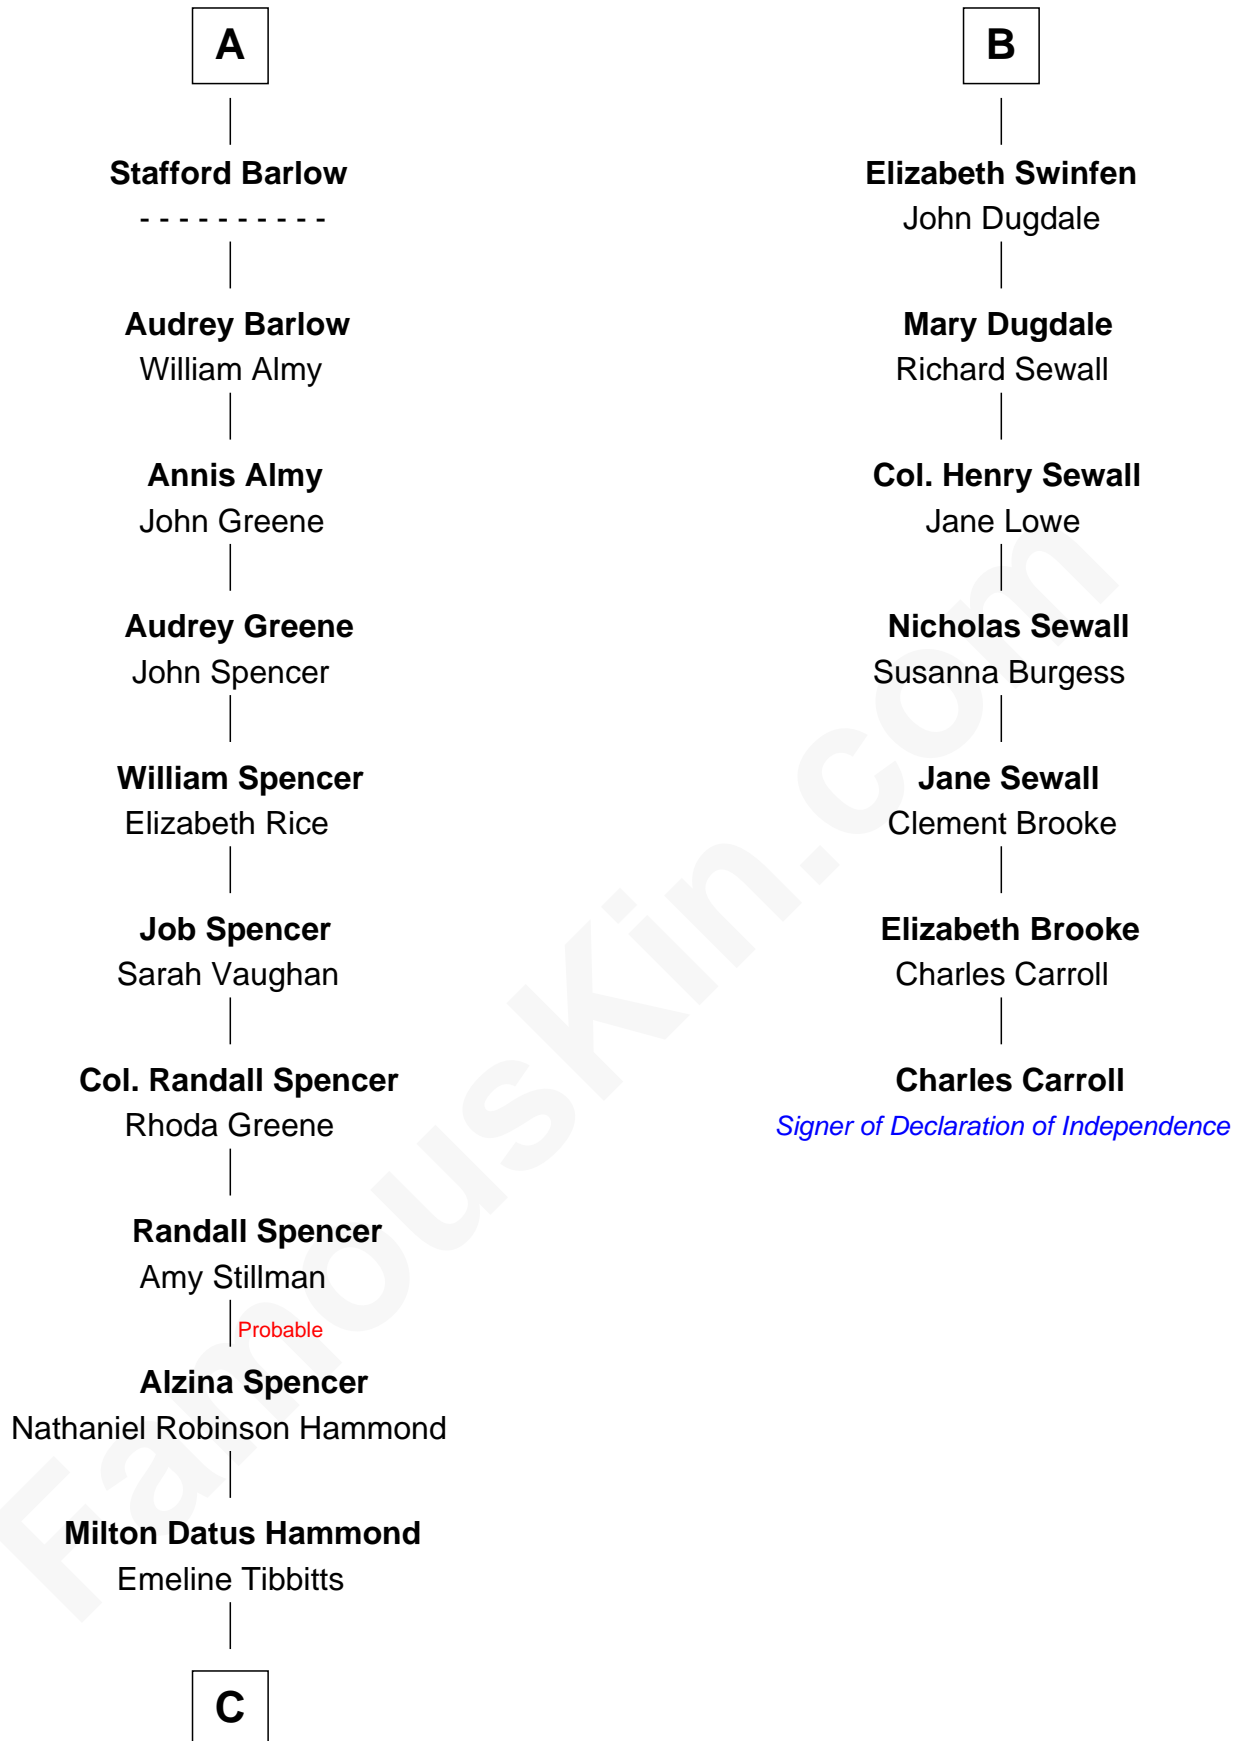 A
Stafford Barlow
- - - - - - - - - -
Audrey Barlow
William Almy
Annis Almy
John Greene
Audrey Greene
John Spencer
William Spencer
Elizabeth Rice
Job Spencer
Sarah Vaughan
Col. Randall Spencer
Rhoda Greene
Randall Spencer
Amy Stillman
Probable
Alzina Spencer
Nathaniel Robinson Hammond
Milton Datus Hammond
Emeline Tibbitts
C
B
Elizabeth Swinfen
John Dugdale
Mary Dugdale
Richard Sewall
Col. Henry Sewall
Jane Lowe
Nicholas Sewall
Susanna Burgess
Jane Sewall
Clement Brooke
Elizabeth Brooke
Charles Carroll
Charles Carroll
Signer of Declaration of Independence
FamousKin.com